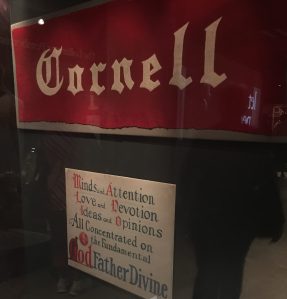 Cornell
Minds and Attention
Love and Devotion
Ideas and Opinions
All Concentrated on
the Fundamental
God Father Divine